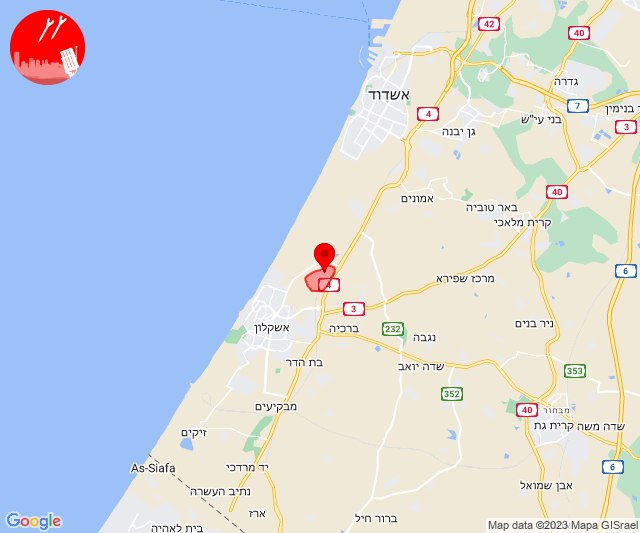 42
40
גדרה
אשדוד
7
ד בנימין
4
בני עי"ש
3
גן יבנה
40
אמונים
באר טוביה
קרית מלאכי
6
מרכז שפירא
4
3
אשקלון
ברכיה
232
נגבה
ניר בנים
בת הדר
שדה יואב
353
352
מבקיעים
40
מבחור
שדה משה
קרית גת
זיקים
As-Siafa
יד מרדכי
6
נתיב העשרה
אבן שמואל
ארז
ברור חיל
בית לאהיה
Google
Map data ©2023 Mapa GISrael